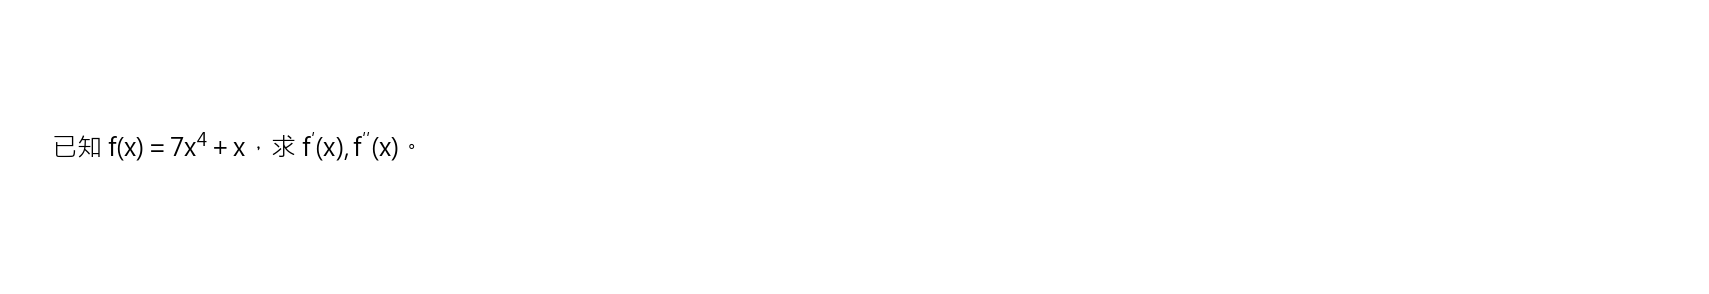 已知 f(x) = 7x⁴ + x，求 f′(x), f′′(x)。